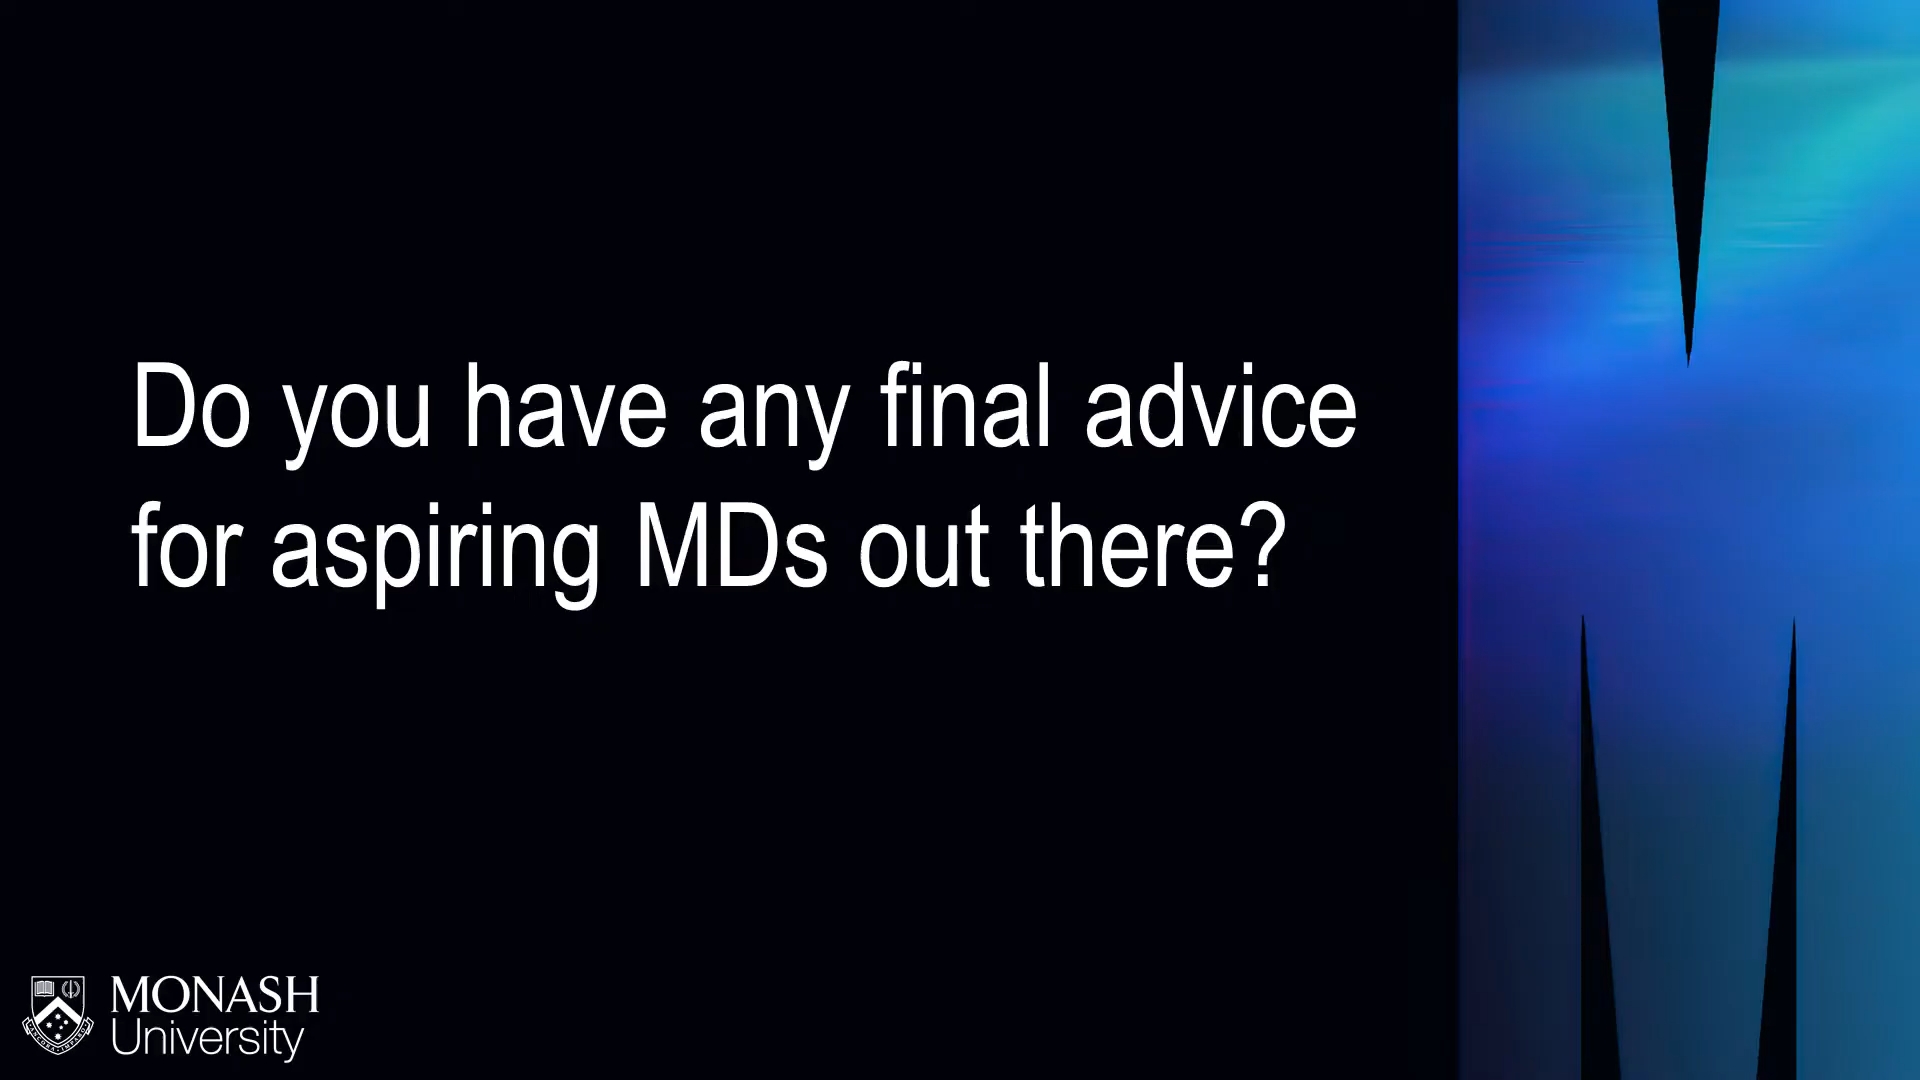 Do you have any final advice
for aspiring MDs out there?
MONASH
University